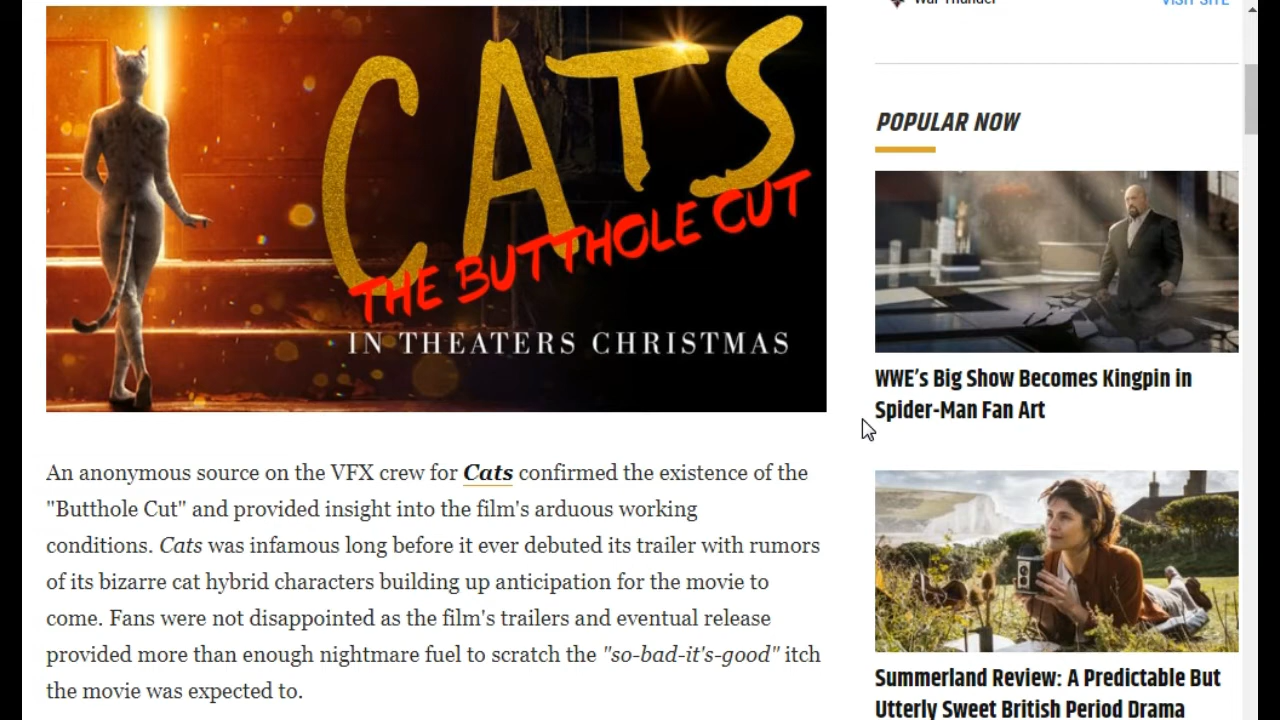 War Thunder
VISIT SITE
CATS
THE BUTTHOLE CUT
IN THEATERS CHRISTMAS
An anonymous source on the VFX crew for Cats confirmed the existence of the
"Butthole Cut" and provided insight into the film's arduous working
conditions. Cats was infamous long before it ever debuted its trailer with rumors
of its bizarre cat hybrid characters building up anticipation for the movie to
come. Fans were not disappointed as the film's trailers and eventual release
provided more than enough nightmare fuel to scratch the "so-bad-it's-good" itch
the movie was expected to.
POPULAR NOW
WWE's Big Show Becomes Kingpin in
Spider-Man Fan Art
Summerland Review: A Predictable But
Utterly Sweet British Period Drama